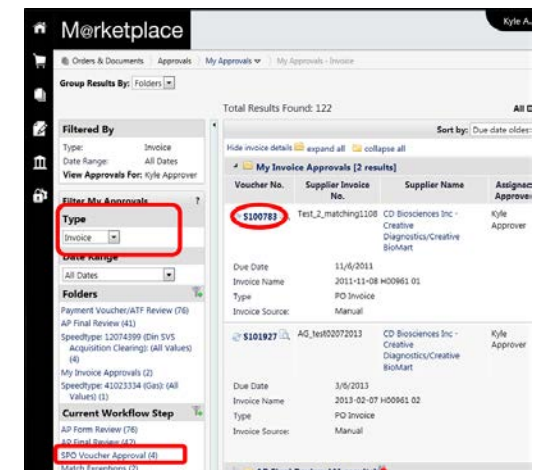 M@rketplace
Kyle A.
Orders & Documents Approvals My Approvals My Approvals - Invoice
Group Results By: Folders
Total Results Found: 122
All
Filtered By
Type: Invoice
Date Range: All Dates
View Approvals For: Kyle Approver
Filter My Approvals ?
Type
Invoice
Date Range
All Dates
Folders
Payment Voucher/ATF Review (76)
AP Final Review (41)
Speedtype: 12074399 (Din SVS
Acquisition Clearing): (All Values)
(4)
My Invoice Approvals (2)
Speedtype: 41023334 (Gas): (All
Values) (1)
Current Workflow Step
AP Form Review (76)
AP Final Review (42)
SPO Voucher Approval (4)
Match Exceptions (2)
Sort by: Due date oldes
Hide invoice details expand all collapse all
My Invoice Approvals [2 results]
Voucher No. Supplier Invoice No. Supplier Name Assigned Approver
S100783 Test_2_matching1108 CD Biosciences Inc - Kyle
Creative Approver
Diagnostics/Creative
BioMart
Due Date 11/6/2011
Invoice Name 2011-11-08 H00961 01
Type PO Invoice
Invoice Source: Manual
S101927 AG_test02072013 CD Biosciences Inc - Kyle
Creative Approver
Diagnostics/Creative
BioMart
Due Date 3/6/2013
Invoice Name 2013-02-07 H00961 02
Type PO Invoice
Invoice Source: Manual